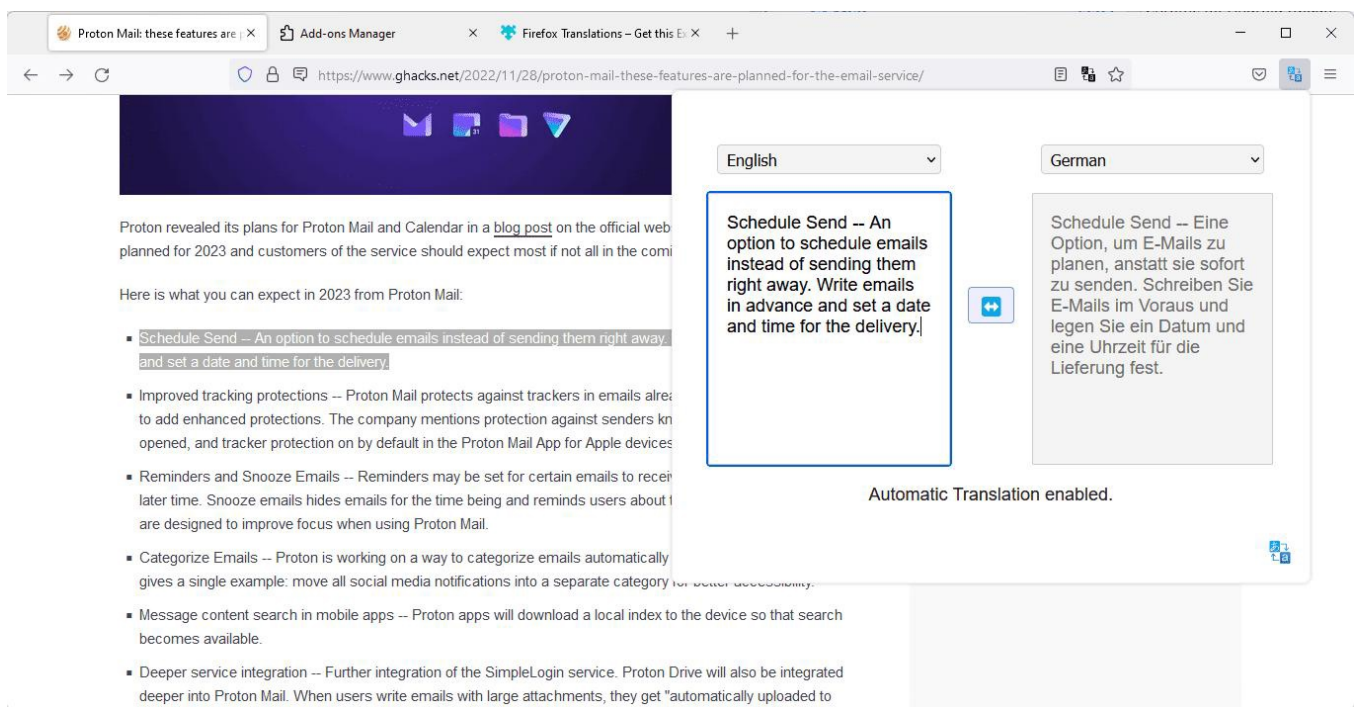 Proton Mail: these features are
Add-ons Manager
Firefox Translations – Get this Ex
https://www.ghacks.net/2022/11/28/proton-mail-these-features-are-planned-for-the-email-service/
31
Proton revealed its plans for Proton Mail and Calendar in a blog post on the official web
planned for 2023 and customers of the service should expect most if not all in the comi
Here is what you can expect in 2023 from Proton Mail:
Schedule Send -- An option to schedule emails instead of sending them right away.
and set a date and time for the delivery.
Improved tracking protections -- Proton Mail protects against trackers in emails alrea
to add enhanced protections. The company mentions protection against senders kn
opened, and tracker protection on by default in the Proton Mail App for Apple devices
Reminders and Snooze Emails -- Reminders may be set for certain emails to recei
later time. Snooze emails hides emails for the time being and reminds users about t
are designed to improve focus when using Proton Mail.
Categorize Emails -- Proton is working on a way to categorize emails automatically
gives a single example: move all social media notifications into a separate category for better accessibility.
Message content search in mobile apps -- Proton apps will download a local index to the device so that search
becomes available.
Deeper service integration -- Further integration of the SimpleLogin service. Proton Drive will also be integrated
deeper into Proton Mail. When users write emails with large attachments, they get "automatically uploaded to
English
Schedule Send -- An
option to schedule emails
instead of sending them
right away. Write emails
in advance and set a date
and time for the delivery.
German
Schedule Send -- Eine
Option, um E-Mails zu
planen, anstatt sie sofort
zu senden. Schreiben Sie
E-Mails im Voraus und
legen Sie ein Datum und
eine Uhrzeit für die
Lieferung fest.
Automatic Translation enabled.